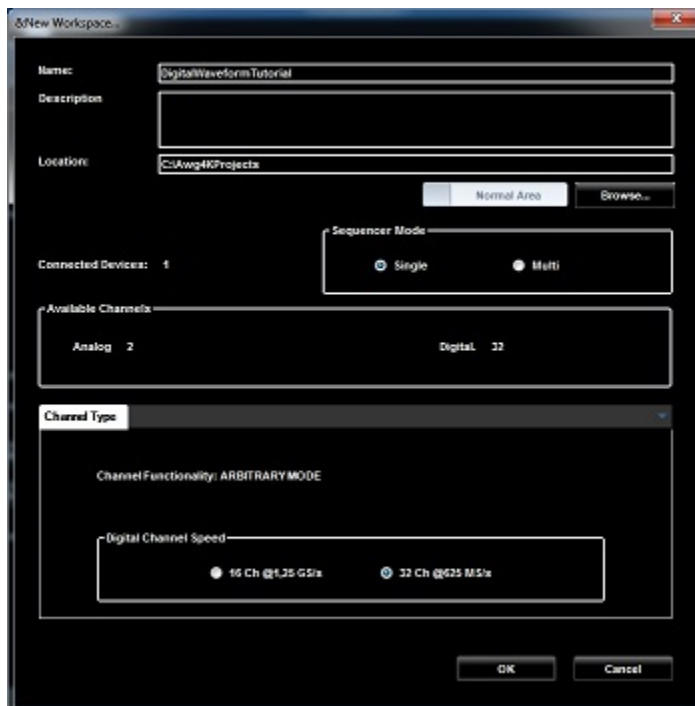 &New Workspace...
Name:
DigitalWaveformTutorial
Description
Location:
C:\Awg4KProjects
Normal Area
Browse...
Sequencer Mode
Connected Devices: 1
Single
Multi
Available Channels
Analog 2
Digital. 32
Channel Type
Channel Functionality: ARBITRARY MODE
Digital Channel Speed
16 Ch @1,25 GS/s
32 Ch @625 MS/s
OK
Cancel